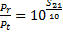 Pr/Pt = 10^(S21/10)